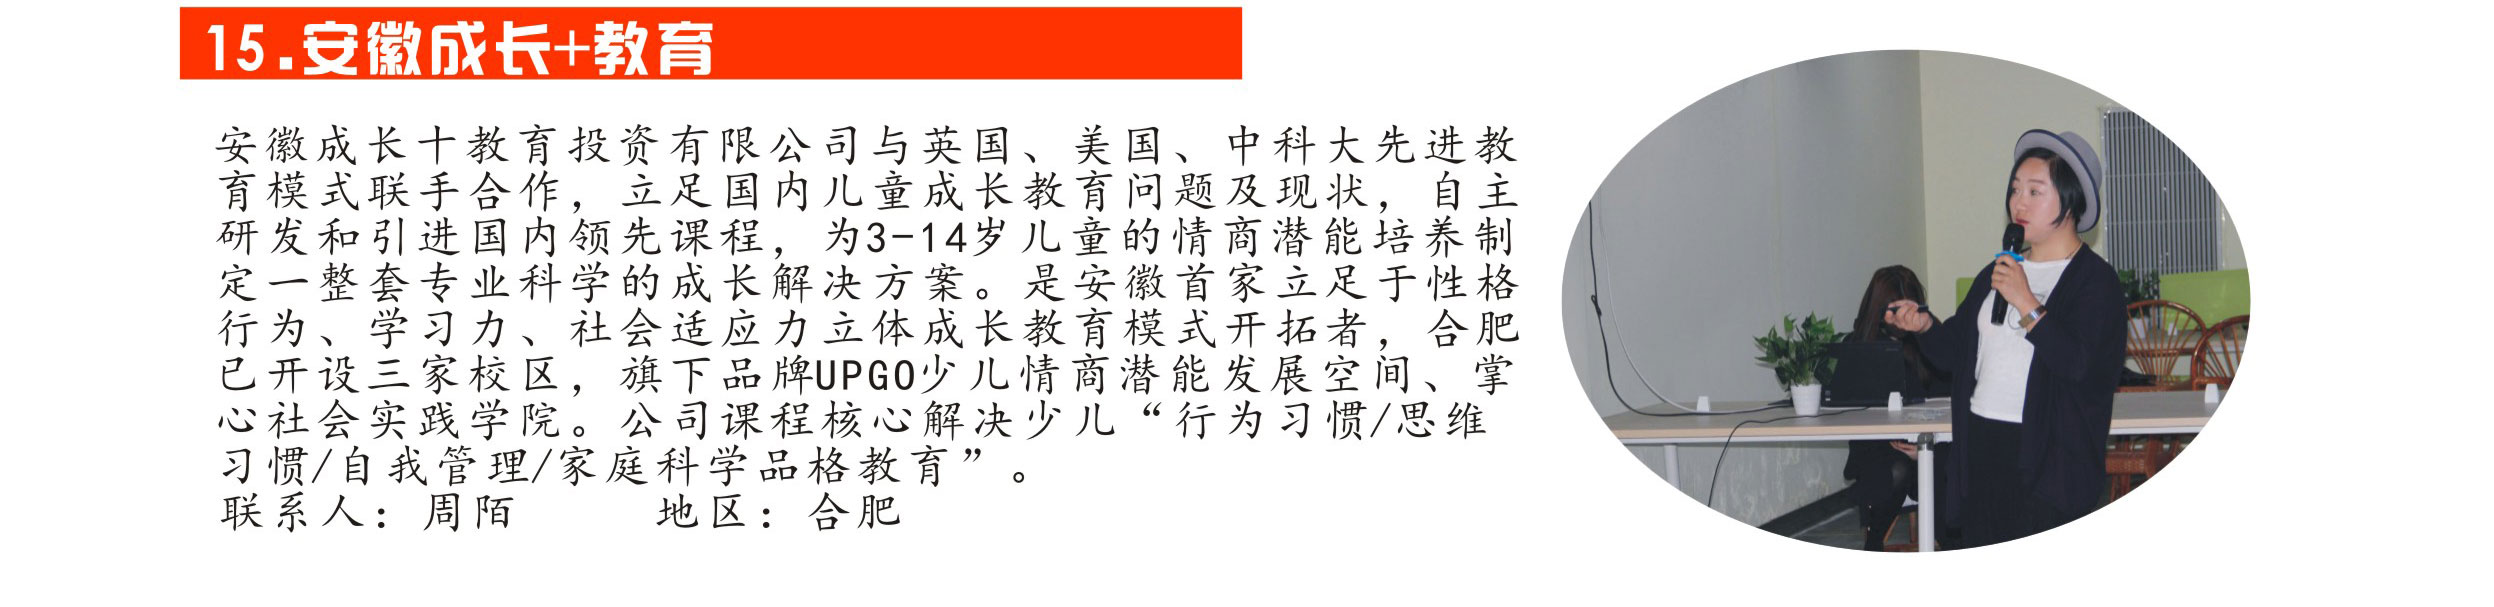 15.安徽成长+教育
安徽成长十教育投资有限公司与英国、美国、中科大先进教
育模式联手合作，立足国内儿童成长教育问题及现状，自主
研发和引进国内领先课程，为3-14岁儿童的情商潜能培养制
定一整套专业科学的成长解决方案。是安徽首家立足于性格
行为、学习力、社会适应力立体成长教育模式开拓者，合肥
已开设三家校区，旗下品牌UPGO少儿情商潜能发展空间、掌
心社会实践学院。公司课程核心解决少儿“行为习惯/思维
习惯/自我管理/家庭科学品格教育”。
联系人：周陌 地区：合肥